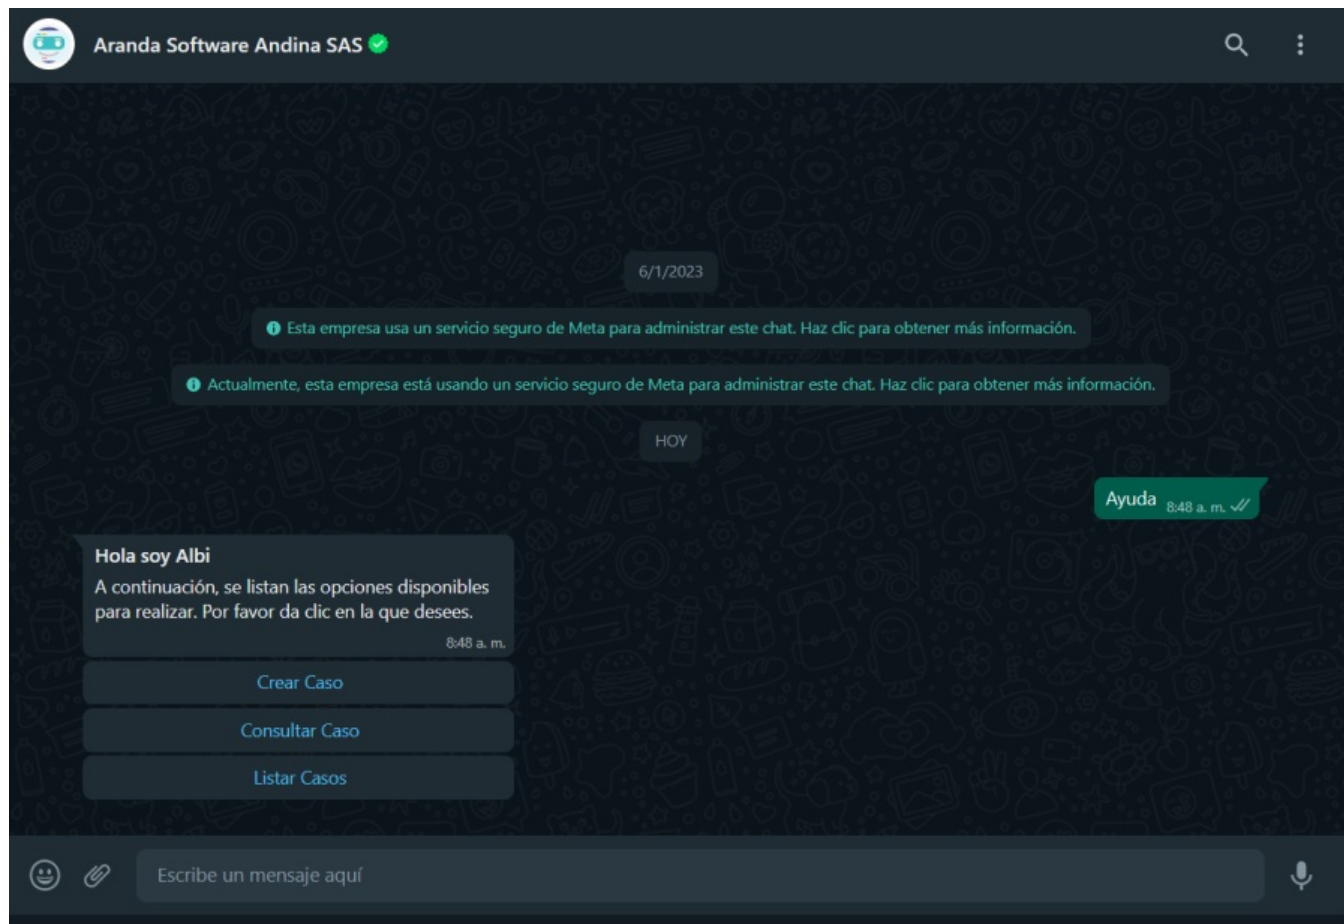 Aranda Software Andina SAS
6/1/2023
Esta empresa usa un servicio seguro de Meta para administrar este chat. Haz clic para obtener más información.
Actualmente, esta empresa está usando un servicio seguro de Meta para administrar este chat. Haz clic para obtener más información.
HOY
Ayuda 8:48 a. m.
Hola soy Albi
A continuación, se listan las opciones disponibles
para realizar. Por favor da clic en la que desees.
8:48 a. m.
Crear Caso
Consultar Caso
Listar Casos
Escribe un mensaje aquí